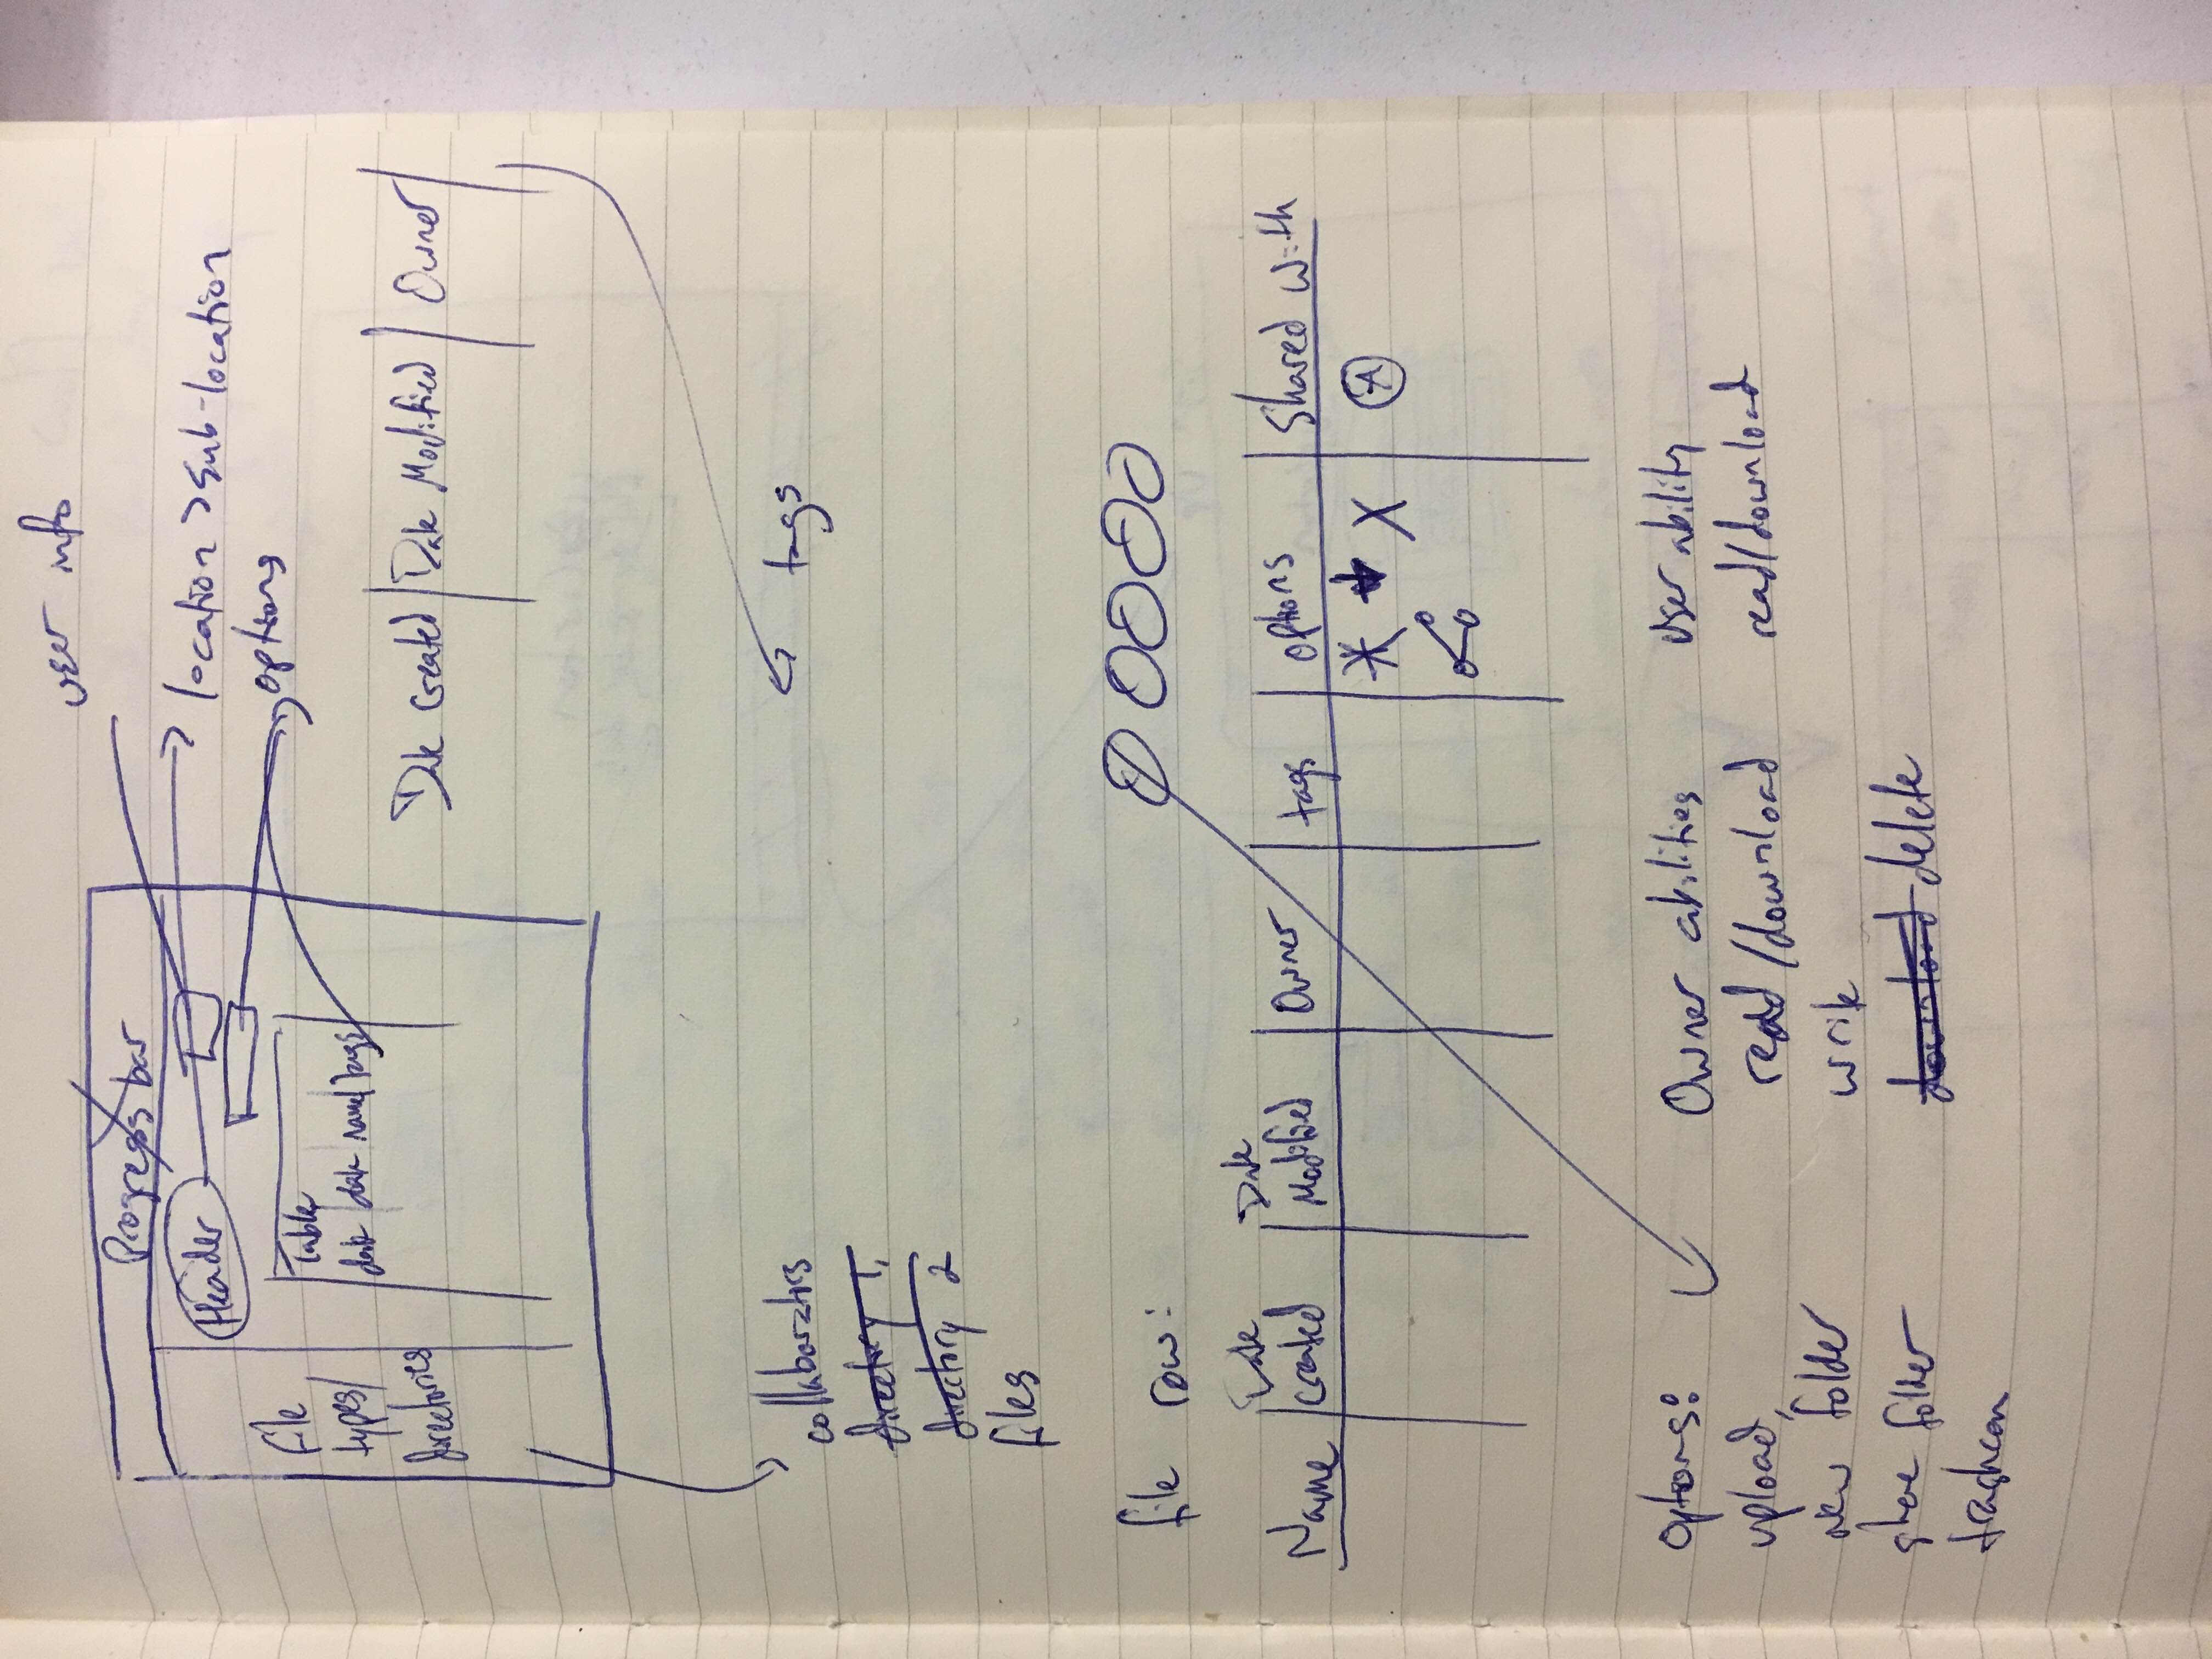 user info
Progress bar
Header
location > sub-location
options
file
types/
directories
Table
date | date | name | tags
Date Created | Date Modified | Owner
collaborators
tags
directory 1,
directory 2
files
file row:
Name | Date Created | Date Modified | Owner | tags | options | Shared with
X
A
options:
Owner abilities
user ability
upload,
read/download
read/download
new folder
write
share folder
download delete
trashcan